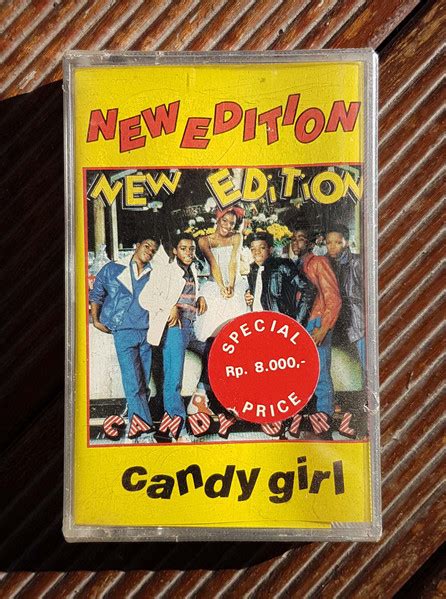 NEW EDITION
NEW EDITION
SPECIAL
Rp. 8.000,-
PRICE
CANDY GIRL
candy girl